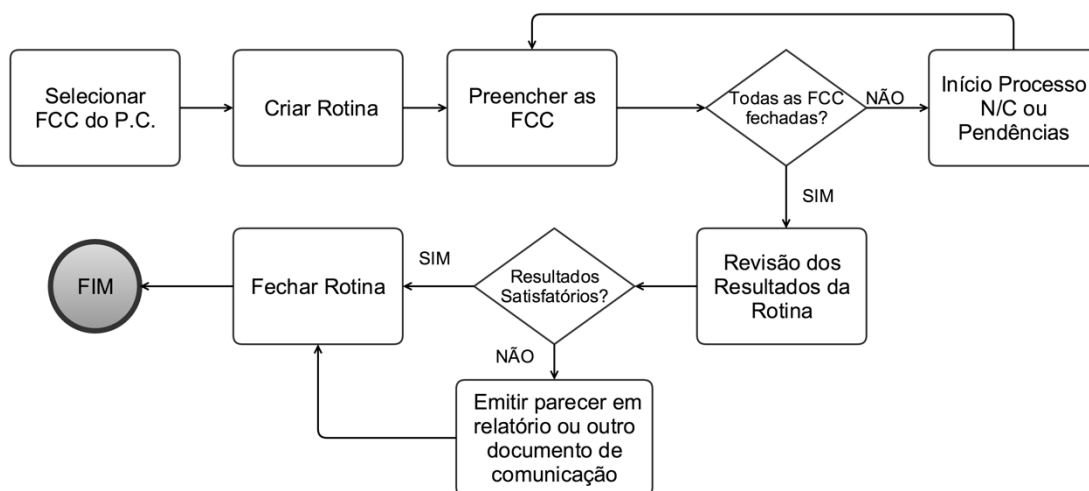 Selecionar
FCC do P.C.
Criar Rotina
Preencher as
FCC
Todas as FCC
fechadas?
NÃO
Início Processo
N/C ou
Pendências
SIM
Revisão dos
Resultados da
Rotina
Resultados
Satisfatórios?
SIM
Fechar Rotina
FIM
NÃO
Emitir parecer em
relatório ou outro
documento de
comunicação